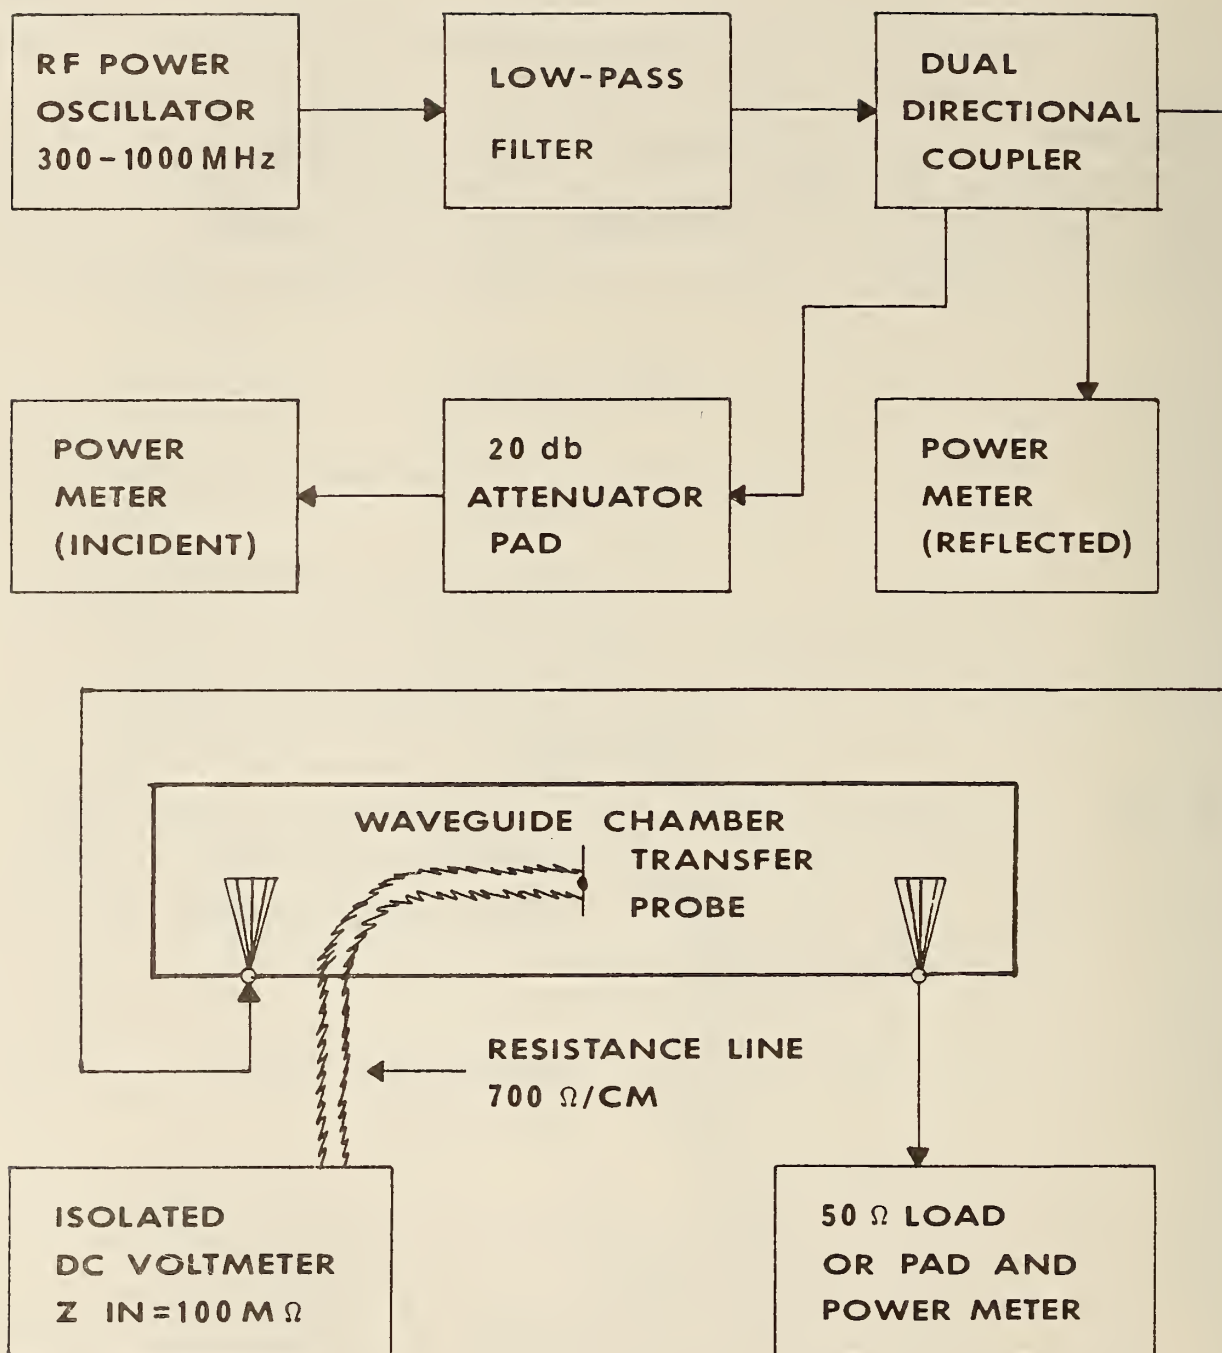 RF POWER
OSCILLATOR
300-1000 MHz
LOW-PASS
FILTER
DUAL
DIRECTIONAL
COUPLER
POWER
METER
(INCIDENT)
20 db
ATTENUATOR
PAD
POWER
METER
(REFLECTED)
WAVEGUIDE CHAMBER
TRANSFER
PROBE
RESISTANCE LINE
700 Ω/CM
ISOLATED
DC VOLTMETER
Z IN=100 M Ω
50 Ω LOAD
OR PAD AND
POWER METER